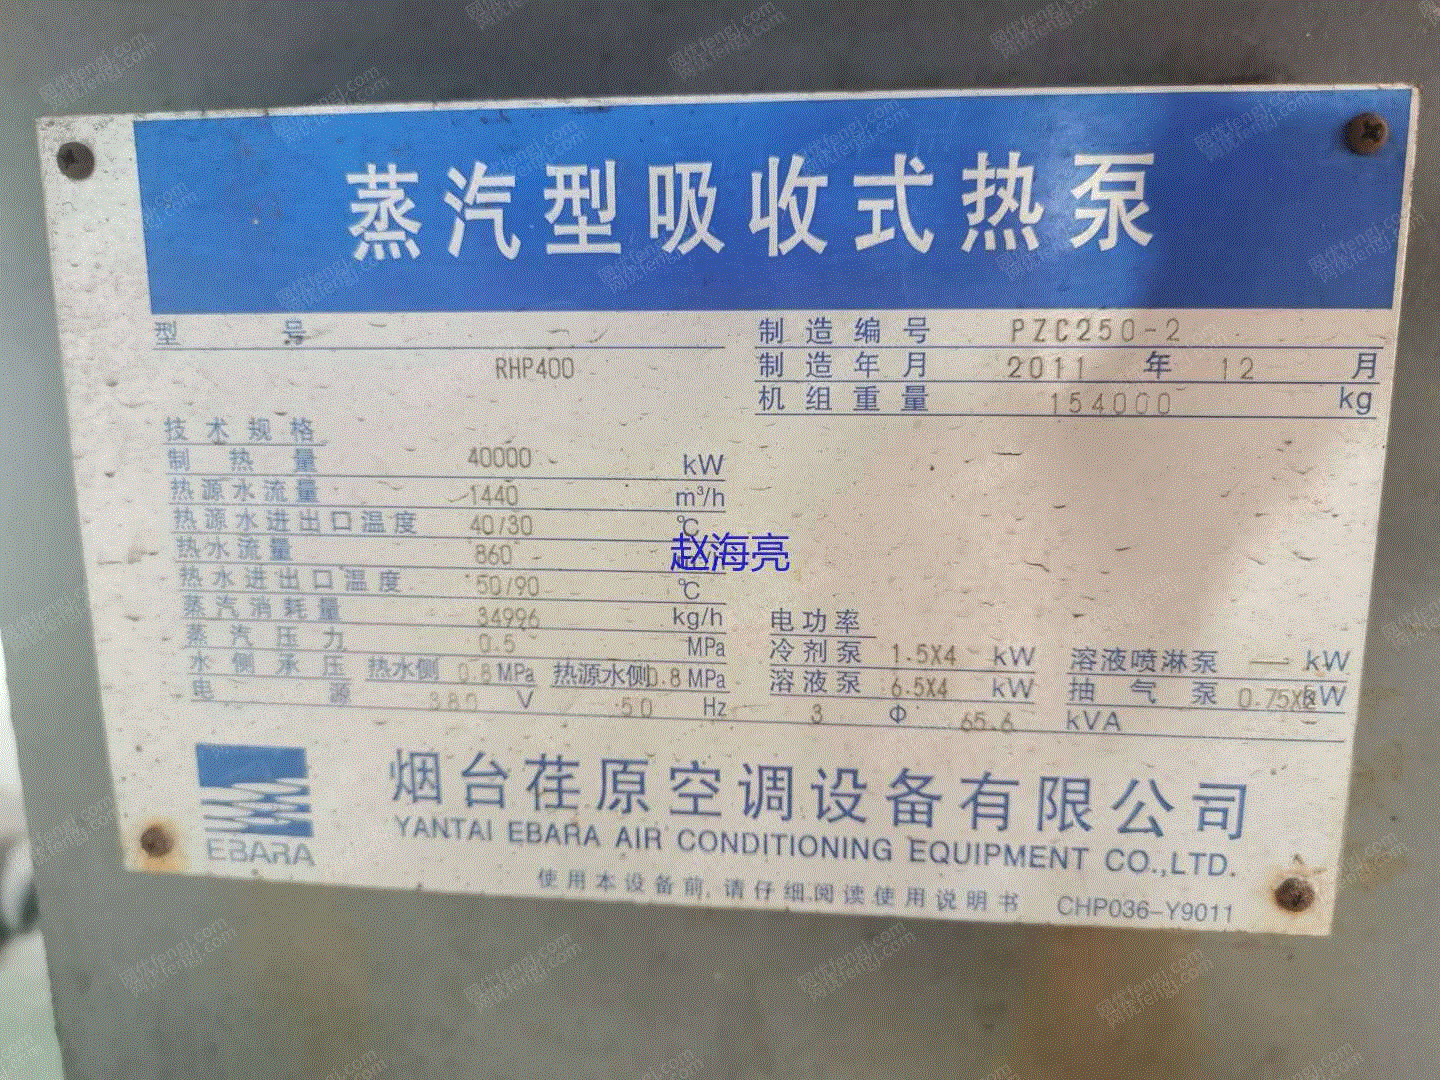 蒸汽型吸收式热泵
型 号 RHP400
制造编号 PZC250-2
制造年月 2011 年 12 月
机组重量 154000 kg
技术规格
制热量 40000 kW
热源水流量 1440 m³/h
热源水进出口温度 40/30 ℃
热水流量 860
赵海亮
热水进出口温度 50/90 ℃
蒸汽消耗量 34996 kg/h
蒸汽压力 0.5 MPa
水侧承压 热水侧 0.8 MPa 热源水侧 0.8 MPa
电功率
冷剂泵 1.5X4 kW 溶液喷淋泵 — kW
溶液泵 6.5X4 kW 抽气泵 0.75X kW
电 源 380 V 50 Hz 3 Φ 65.6 kVA
EBARA
烟台荏原空调设备有限公司
YANTAI EBARA AIR CONDITIONING EQUIPMENT CO.,LTD.
使用本设备前,请仔细阅读使用说明书 CHP036-Y9011